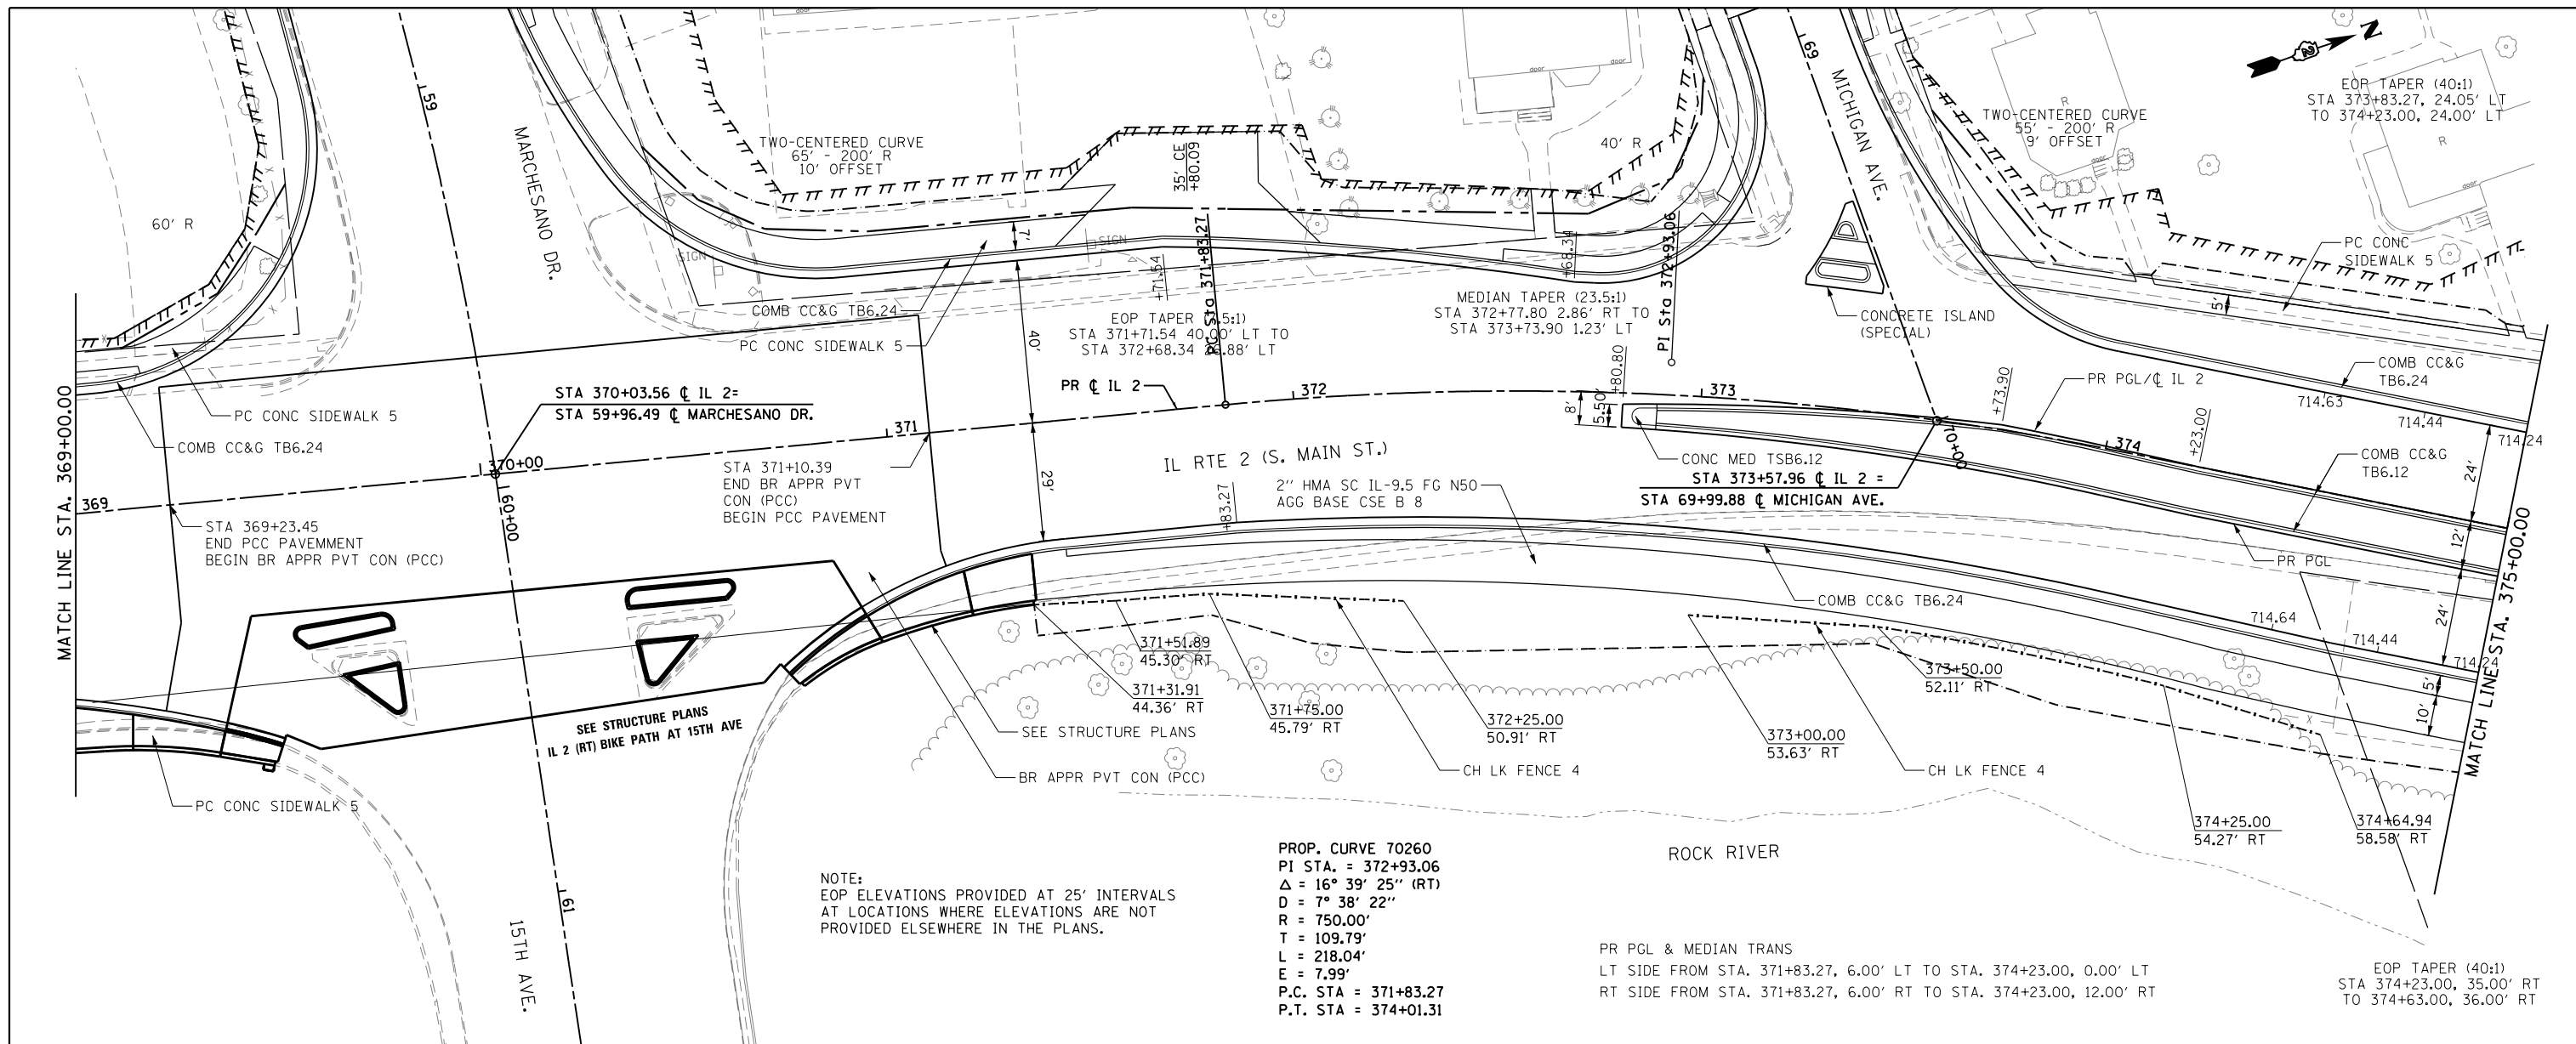 MATCH LINE STA. 369+00.00
60' R
59
MARCHESANO DR.
TWO-CENTERED CURVE
65' - 200' R
10' OFFSET
35' CE
+80.09
40' R
69
MICHIGAN AVE.
TWO-CENTERED CURVE
55' - 200' R
9' OFFSET
N
EOP TAPER (40:1)
STA 373+83.27, 24.05' LT
TO 374+23.00, 24.00' LT
door
door
door
door
door
R
R
SIGN
SIGN
7'
+71.54
PC Sta 371+83.27
+68.34
PI Sta 372+93.06
COMB CC&G TB6.24
PC CONC SIDEWALK 5
40'
EOP TAPER
STA 371+71.54 LT TO
STA 372+68.34 LT
MEDIAN TAPER (23.5:1)
STA 372+77.80 2.86' RT TO
STA 373+73.90 1.23' LT
CONCRETE ISLAND
(SPECIAL)
PC CONC
SIDEWALK 5
5'
PC CONC SIDEWALK 5
COMB CC&G TB6.24
STA 370+03.56 ℄ IL 2=
STA 59+96.49 ℄ MARCHESANO DR.
PR ℄ IL 2
372
+80.80
8'
5.50'
373
+73.90
PR PGL/℄ IL 2
COMB CC&G
TB6.24
714.63
714.44
714.24
369
370+00
60+00
371
STA 369+23.45
END PCC PAVEMMENT
BEGIN BR APPR PVT CON (PCC)
STA 371+10.39
END BR APPR PVT
CON (PCC)
BEGIN PCC PAVEMENT
29'
IL RTE 2 (S. MAIN ST.)
+83.27
2'' HMA SC IL-9.5 FG N50
AGG BASE CSE B 8
CONC MED TSB6.12
STA 373+57.96 ℄ IL 2 =
STA 69+99.88 ℄ MICHIGAN AVE.
70+00
374
+23.00
COMB CC&G
TB6.12
24'
12'
24'
5'
10'
PR PGL
COMB CC&G TB6.24
714.64
714.44
714.24
MATCH LINE STA. 375+00.00
SEE STRUCTURE PLANS
IL 2 (RT) BIKE PATH AT 15TH AVE
371+51.89
45.30' RT
371+31.91
44.36' RT
371+75.00
45.79' RT
372+25.00
50.91' RT
373+00.00
53.63' RT
373+50.00
52.11' RT
374+25.00
54.27' RT
374+64.94
58.58' RT
SEE STRUCTURE PLANS
BR APPR PVT CON (PCC)
CH LK FENCE 4
CH LK FENCE 4
PC CONC SIDEWALK 5
61
15TH AVE.
NOTE:
EOP ELEVATIONS PROVIDED AT 25' INTERVALS
AT LOCATIONS WHERE ELEVATIONS ARE NOT
PROVIDED ELSEWHERE IN THE PLANS.
PROP. CURVE 70260
PI STA. = 372+93.06
Δ = 16° 39' 25'' (RT)
D = 7° 38' 22''
R = 750.00'
T = 109.79'
L = 218.04'
E = 7.99'
P.C. STA = 371+83.27
P.T. STA = 374+01.31
ROCK RIVER
PR PGL & MEDIAN TRANS
LT SIDE FROM STA. 371+83.27, 6.00' LT TO STA. 374+23.00, 0.00' LT
RT SIDE FROM STA. 371+83.27, 6.00' RT TO STA. 374+23.00, 12.00' RT
EOP TAPER (40:1)
STA 374+23.00, 35.00' RT
TO 374+63.00, 36.00' RT